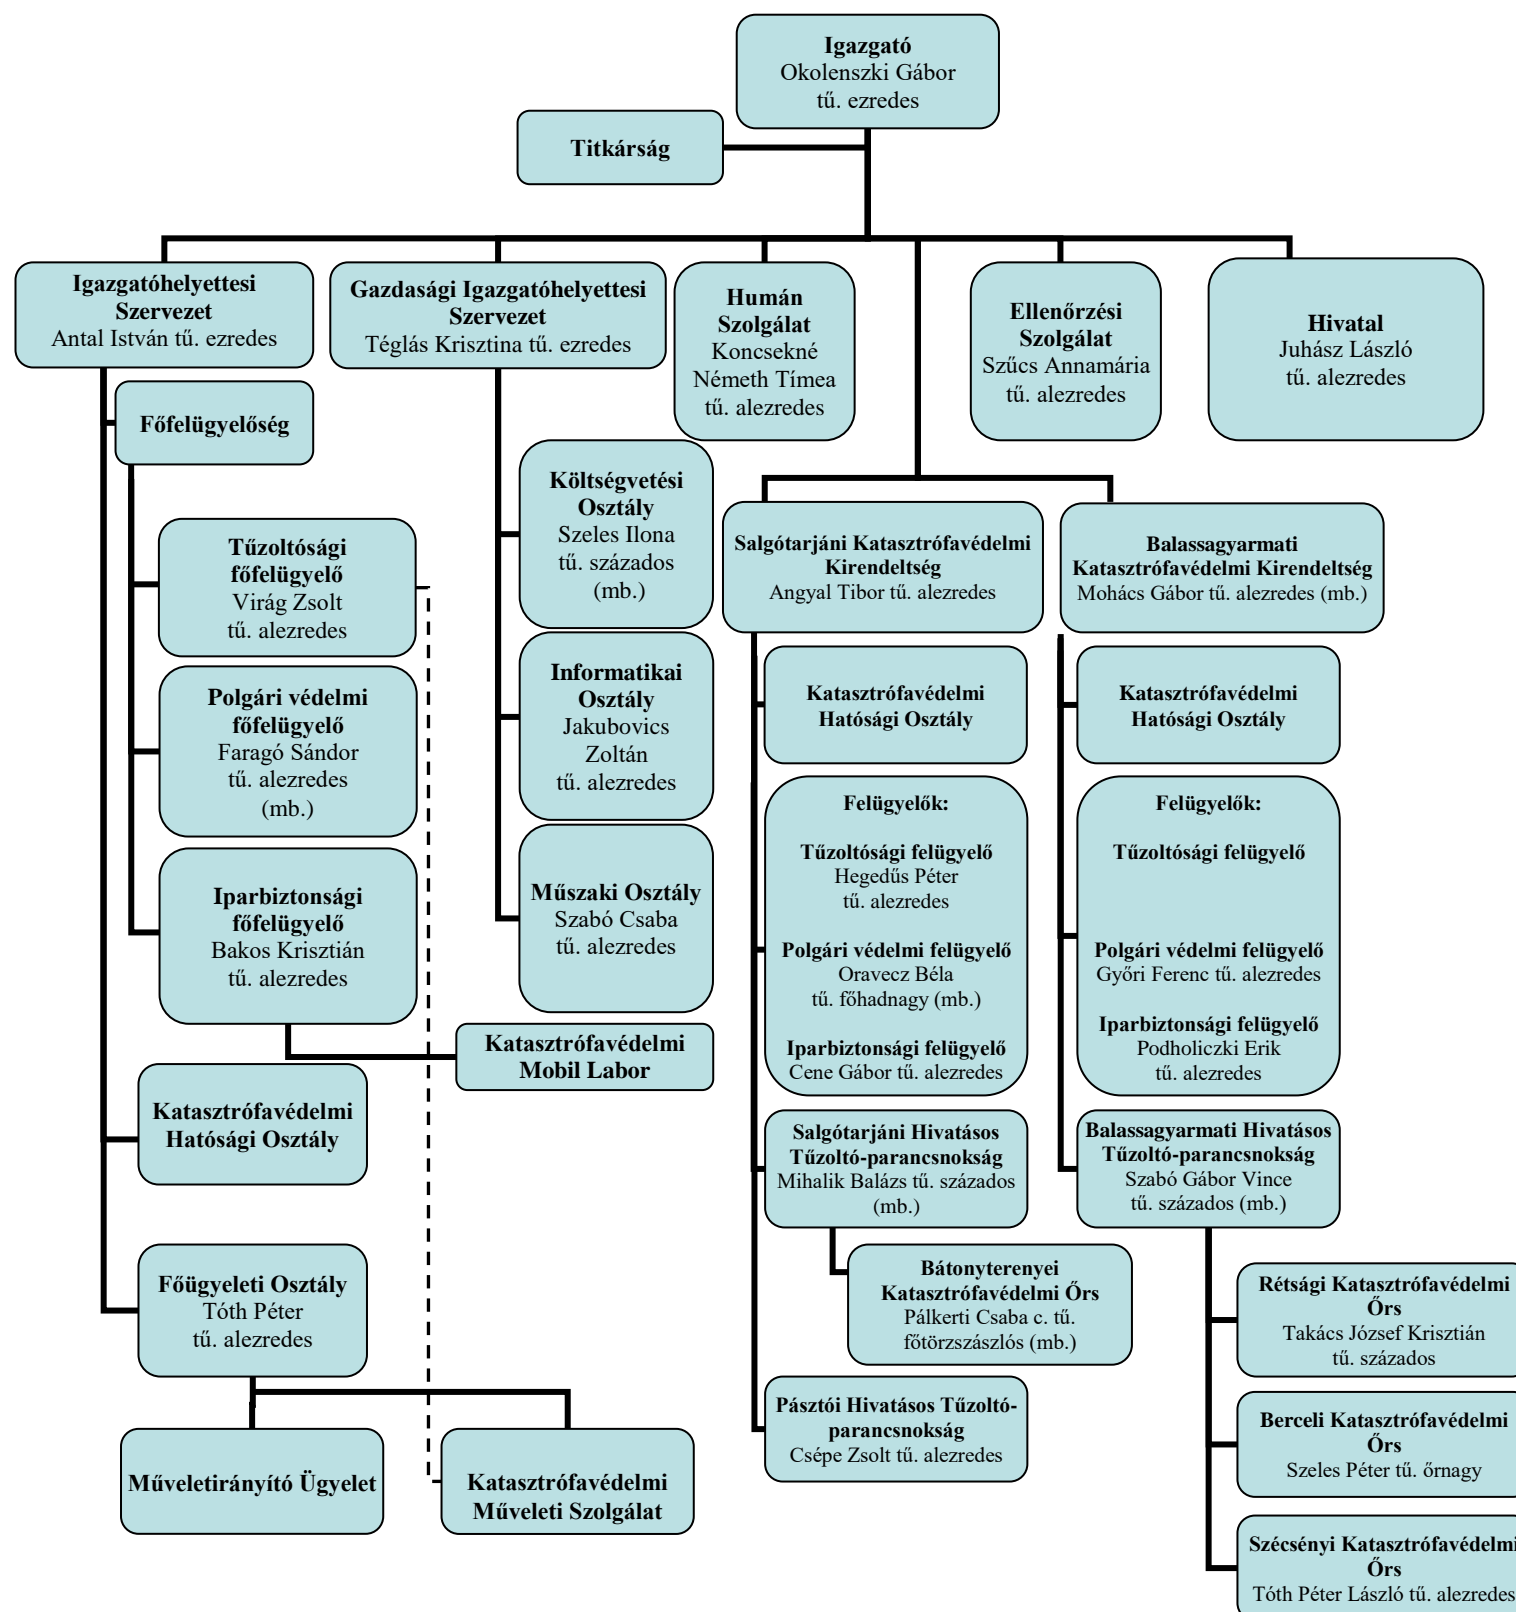 Igazgató
Okolenszki Gábor
tű. ezredes
Titkárság
Igazgatóhelyettesi
Szervezet
Antal István tű. ezredes
Gazdasági Igazgatóhelyettesi
Szervezet
Téglás Krisztina tű. ezredes
Humán
Szolgálat
Koncsekné
Németh Tímea
tű. alezredes
Ellenőrzési
Szolgálat
Szűcs Annamária
tű. alezredes
Hivatal
Juhász László
tű. alezredes
Főfelügyelőség
Tűzoltósági
főfelügyelő
Virág Zsolt
tű. alezredes
Polgári védelmi
főfelügyelő
Faragó Sándor
tű. alezredes
(mb.)
Iparbiztonsági
főfelügyelő
Bakos Krisztián
tű. alezredes
Katasztrófavédelmi
Mobil Labor
Katasztrófavédelmi
Hatósági Osztály
Főügyeleti Osztály
Tóth Péter
tű. alezredes
Műveletirányító Ügyelet
Katasztrófavédelmi
Műveleti Szolgálat
Költségvetési
Osztály
Szeles Ilona
tű. százados
(mb.)
Informatikai
Osztály
Jakubovics
Zoltán
tű. alezredes
Műszaki Osztály
Szabó Csaba
tű. alezredes
Salgótarjáni Katasztrófavédelmi
Kirendeltség
Angyal Tibor tű. alezredes
Katasztrófavédelmi
Hatósági Osztály
Felügyelők:
Tűzoltósági felügyelő
Hegedűs Péter
tű. alezredes
Polgári védelmi felügyelő
Oravecz Béla
tű. főhadnagy (mb.)
Iparbiztonsági felügyelő
Cene Gábor tű. alezredes
Salgótarjáni Hivatásos
Tűzoltó-parancsnokság
Mihalik Balázs tű. százados
(mb.)
Bátonyterenyei
Katasztrófavédelmi Őrs
Pálkerti Csaba c. tű.
főtörzszászlós (mb.)
Pásztói Hivatásos Tűzoltó-
parancsnokság
Csépe Zsolt tű. alezredes
Balassagyarmati
Katasztrófavédelmi Kirendeltség
Mohács Gábor tű. alezredes (mb.)
Katasztrófavédelmi
Hatósági Osztály
Felügyelők:
Tűzoltósági felügyelő
Polgári védelmi felügyelő
Győri Ferenc tű. alezredes
Iparbiztonsági felügyelő
Podholiczki Erik
tű. alezredes
Balassagyarmati Hivatásos
Tűzoltó-parancsnokság
Szabó Gábor Vince
tű. százados (mb.)
Rétsági Katasztrófavédelmi
Őrs
Takács József Krisztián
tű. százados
Berceli Katasztrófavédelmi
Őrs
Szeles Péter tű. őrnagy
Szécsényi Katasztrófavédelmi
Őrs
Tóth Péter László tű. alezredes